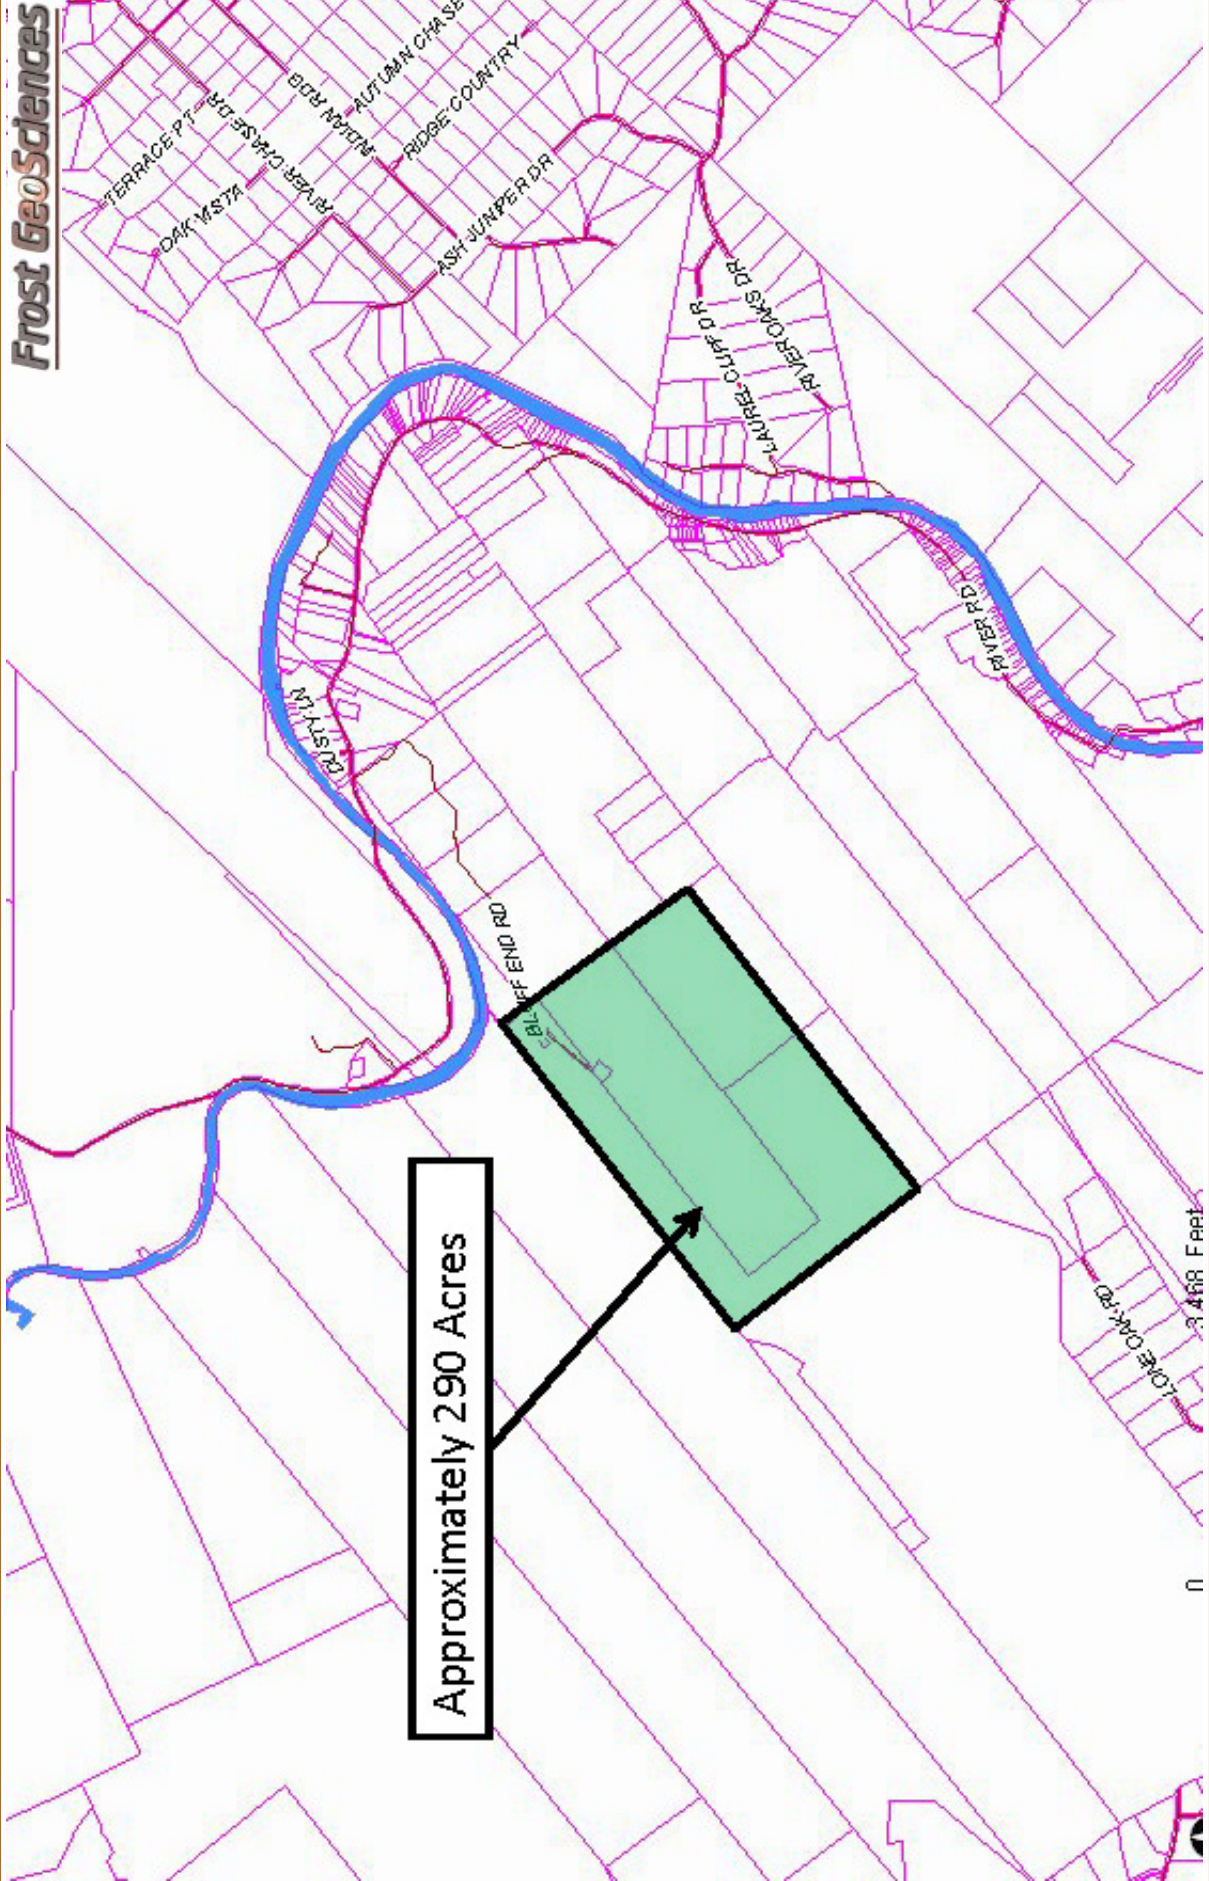 Frost GeoSciences
TERRACE PT
OAK VISTA
RIVER CHASE DR
INDIAN RDG
AUTUMN CHASE
RIDGE COUNTRY
ASH JUNIPER DR
LAUREL CLIFF DR
RIVER OAKS DR
DUSTY LN
RIVER RD
BLUFF END RD
Approximately 290 Acres
LONE OAK RD
0
3468 Feet